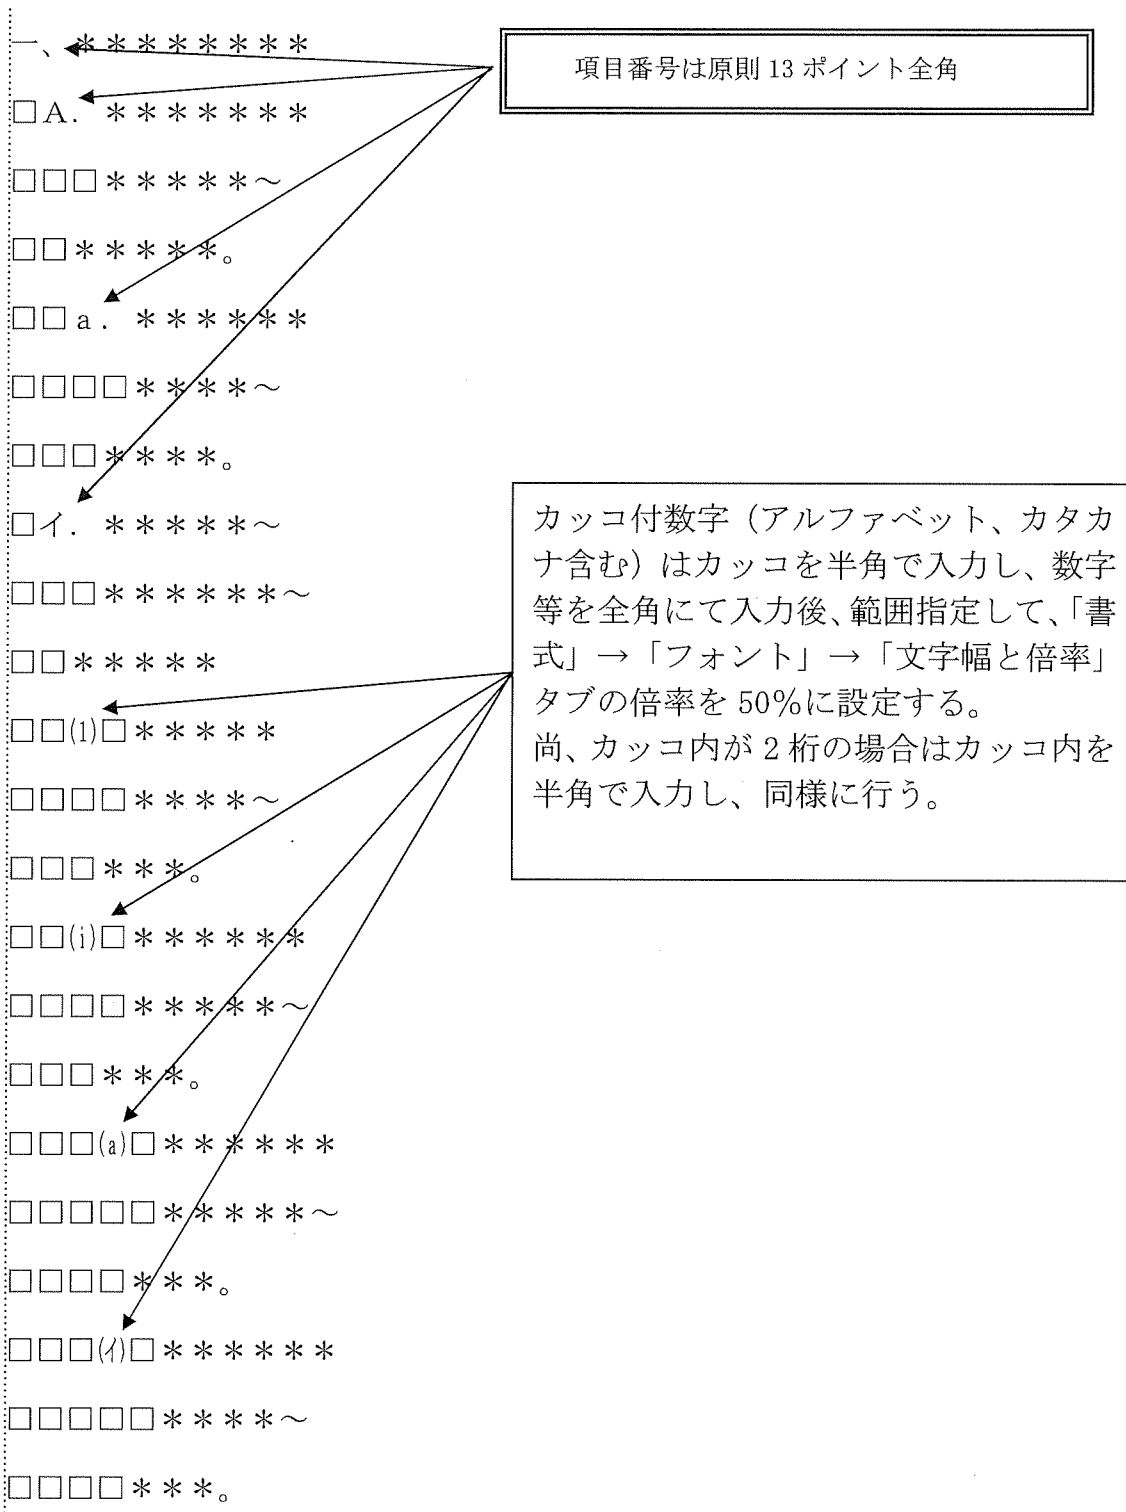 一、＊＊＊＊＊＊＊＊
項目番号は原則 13 ポイント全角
□Ａ．＊＊＊＊＊＊＊
□□□＊＊＊＊＊～
□□＊＊＊＊＊。
□□ａ．＊＊＊＊＊＊
□□□□＊＊＊＊～
□□□＊＊＊＊。
□イ．＊＊＊＊＊～
□□□＊＊＊＊＊＊～
□□＊＊＊＊＊
□□(1)□＊＊＊＊＊
□□□□＊＊＊＊～
□□□＊＊＊。
□□(i)□＊＊＊＊＊＊
□□□□＊＊＊＊＊～
□□□＊＊＊。
□□□(a)□＊＊＊＊＊＊
□□□□□＊＊＊＊＊～
□□□□＊＊＊。
□□□(イ)□＊＊＊＊＊＊
□□□□□＊＊＊＊～
□□□□＊＊＊。
カッコ付数字（アルファベット、カタカ
ナ含む）はカッコを半角で入力し、数字
等を全角にて入力後、範囲指定して、「書
式」→「フォント」→「文字幅と倍率」
タブの倍率を 50％に設定する。
尚、カッコ内が 2 桁の場合はカッコ内を
半角で入力し、同様に行う。